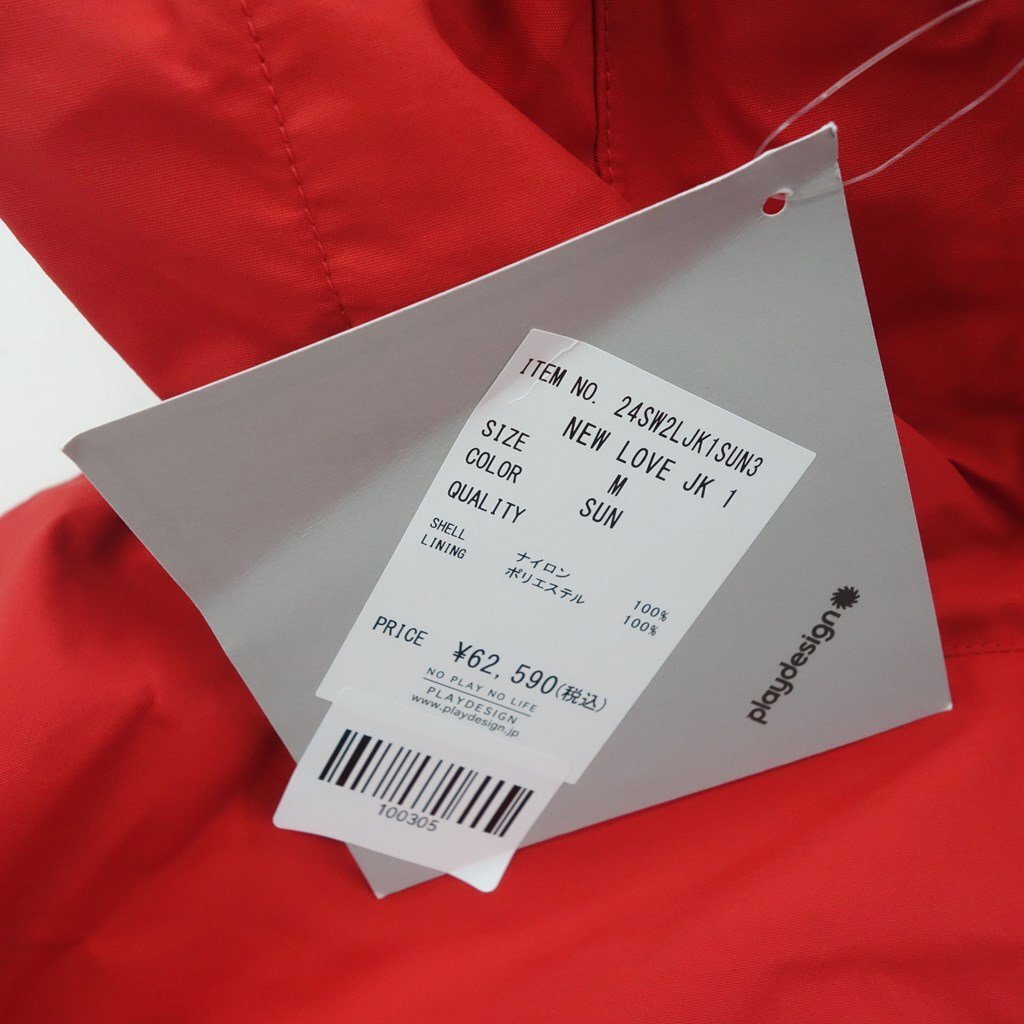 ITEM NO. 24SW2LJK1SUN3
NEW LOVE JK 1
SIZE M
COLOR SUN
QUALITY
SHELL ナイロン 100%
LINING ポリエステル 100%
PRICE ¥62,590(税込)
NO PLAY NO LIFE
PLAYDESIGN
www.playdesign.jp
100305
playdesign